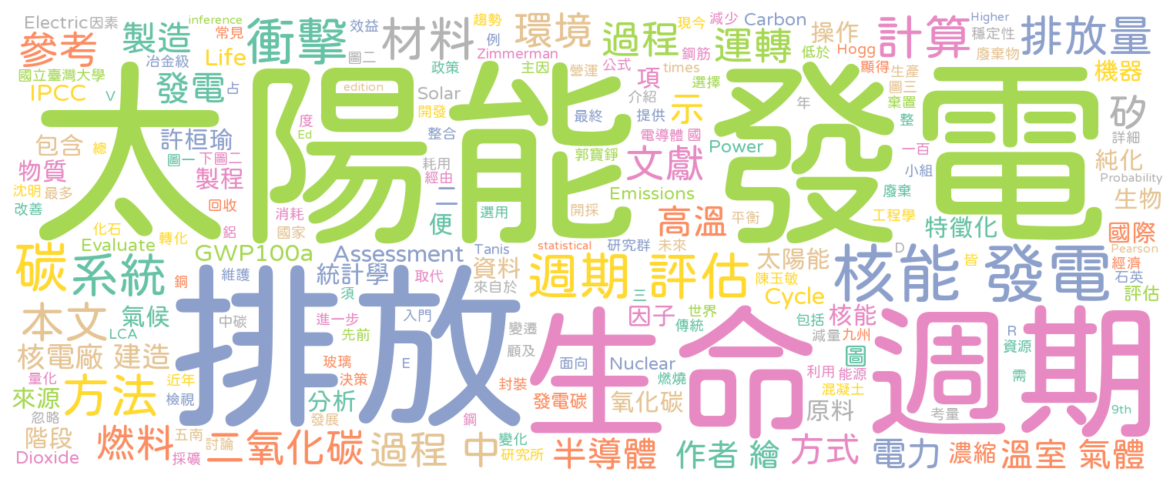 Electric 因素 製造 衝擊 效益 材料 趨勢 例 環境 過程 現今 減少 Carbon 操作 常見 Higher 穩定性 排放量
inference 參考 冶金級 Life 圖二 Zimmerman 鋼筋 運轉 低於 Hogg 計算 廢棄物
國立臺灣大學 IPCC V 發電 占 edition 政策 Solar 主因 開發 營運 公式 項 times 選擇 顯得 生產 圖三 機器
太陽能 發電
包含 總 許桓瑜 度 Ed 最終 整合 介紹 提供 示 電導體 國 年 棄置 整 一百 矽 詳細
物質 圖一 下圖二 製程 耗用 經由 郭寶錚 文獻 Power 小組 純化 Probability
沈明 最多 改善 回收 二 消耗 便 選用 Emissions 開採 高溫 平衡 廢棄 工程學 生物
化石 轉化 鋁 國家 特徵化 國際
碳 Evaluate 系統 GWP100a Assessment Tanis statistical 研究群 未來 太陽能 D Pearson
銅 維護 統計學 取代 資料 來自於 週期 評估 陳玉敏 核能 發電 皆 經濟 石英 評估
排放 生命 週期
本文 氣候 中碳 須 入門 三 世界 因子 Cycle
LCA 進一步 先前 變遷 傳統 包括 核能 減量 九州 R 資源
核電廠 建造 E 顧及 圖
量化 近年 玻璃 面向 Nuclear 利用 能源 需
來源 方法 檢視 決策 封裝 燃燒 混凝土
忽略 分析 發電碳 氧化碳 原料 考量 9th
階段 五南 發展 鋼
Dioxide 燃料 採礦 二氧化碳 討論 過程 中 變化 研究所 半導體 作者 繪 方式 電力 濃縮 溫室 氣體